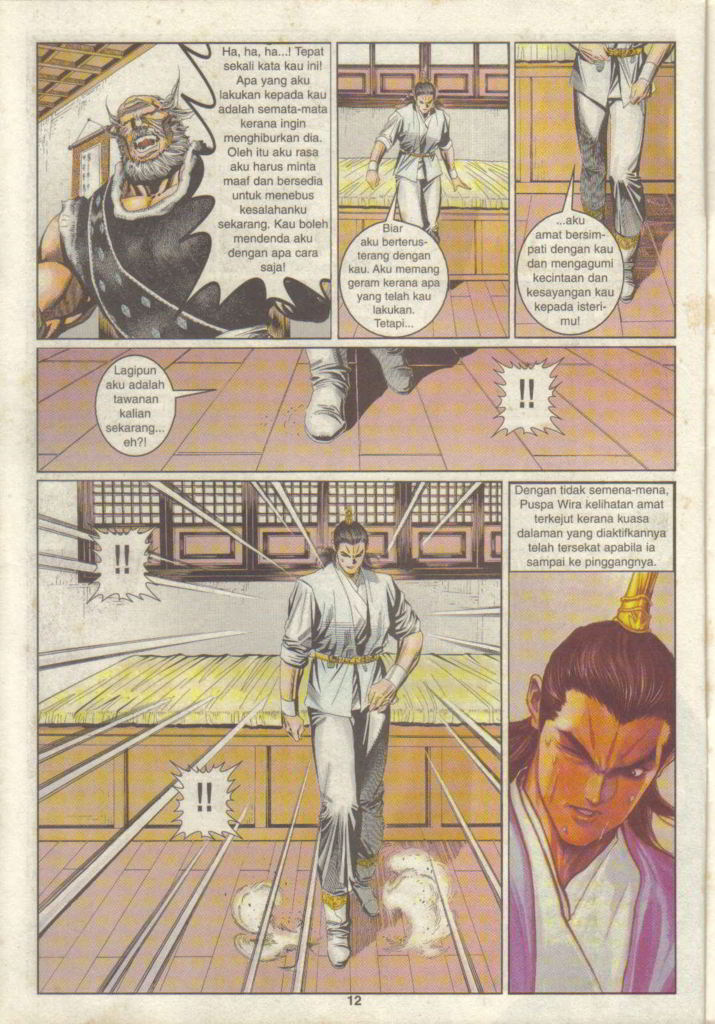 Ha, ha, ha...! Tepat
sekali kata kau ini!
Apa yang aku
lakukan kepada kau
adalah semata-mata
kerana ingin
menghiburkan dia.
Oleh itu aku rasa
aku harus minta
maaf dan bersedia
untuk menebus
kesalahanku
sekarang. Kau boleh
mendenda aku
dengan apa cara
saja!
Biar
aku berterus-
terang dengan
kau. Aku memang
geram kerana apa
yang telah kau
lakukan.
Tetapi...
...aku
amat bersim-
pati dengan kau
dan mengagumi
kecintaan dan
kesayangan kau
kepada isteri-
mu!
Lagipun
aku adalah
tawanan
kalian
sekarang...
eh?!
!!
!!
!!
Dengan tidak semena-mena,
Puspa Wira kelihatan amat
terkejut kerana kuasa
dalaman yang diaktifkannya
telah tersekat apabila ia
sampai ke pinggangnya.
12